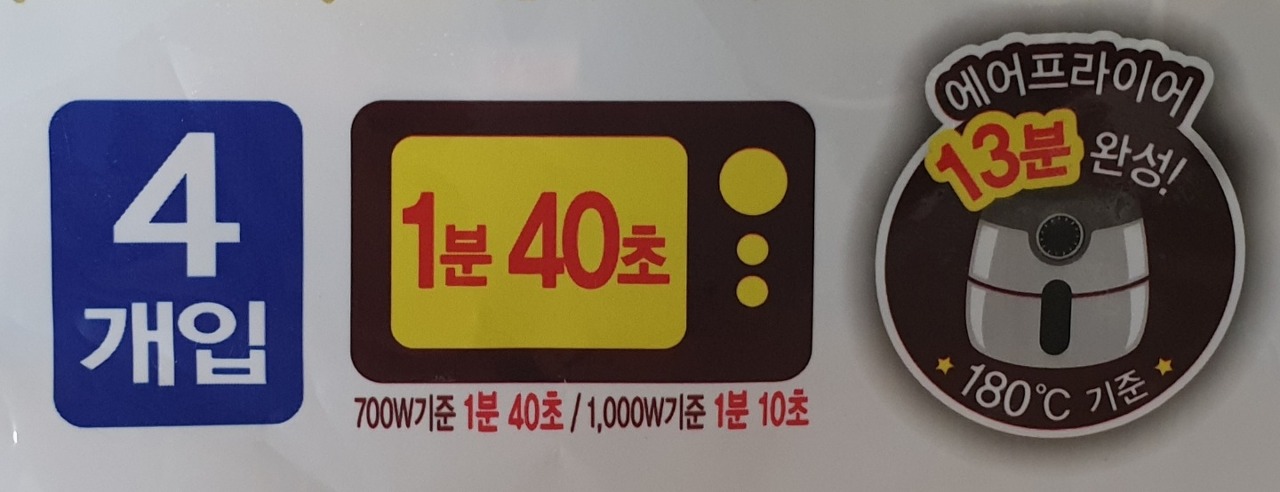 4
개입
1분 40초
700W기준 1분 40초 / 1,000W기준 1분 10초
에어프라이어
13분 완성!
180℃ 기준